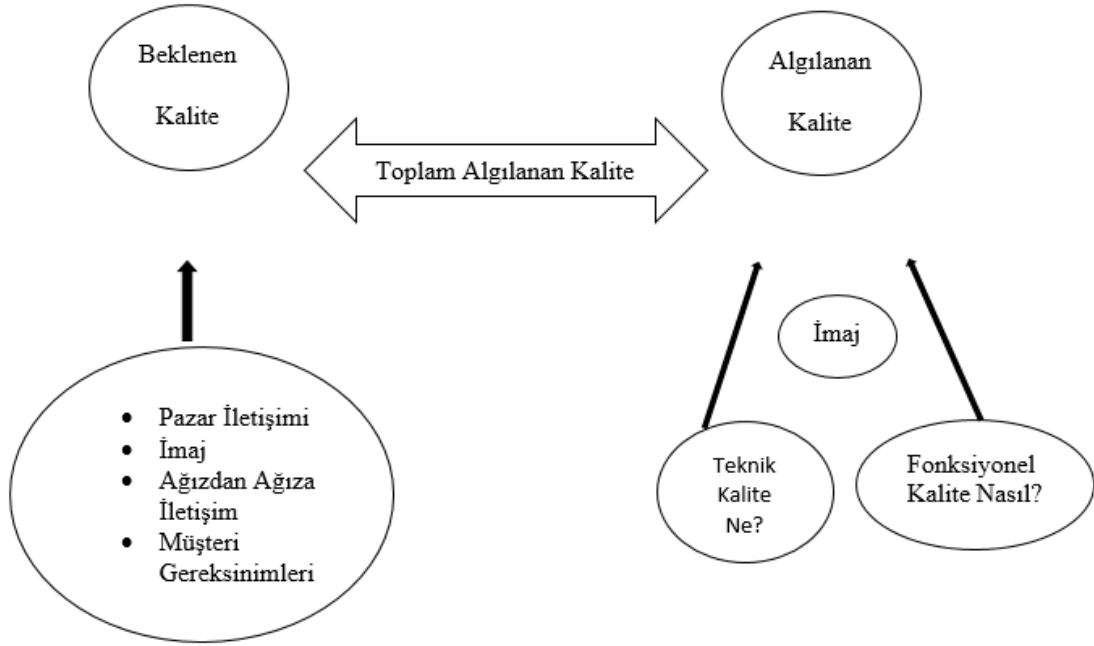 Beklenen
Kalite
Algılanan
Kalite
Toplam Algılanan Kalite
İmaj
• Pazar İletişimi
• İmaj
• Ağızdan Ağıza
İletişim
• Müşteri
Gereksinimleri
Teknik
Kalite
Ne?
Fonksiyonel
Kalite Nasıl?